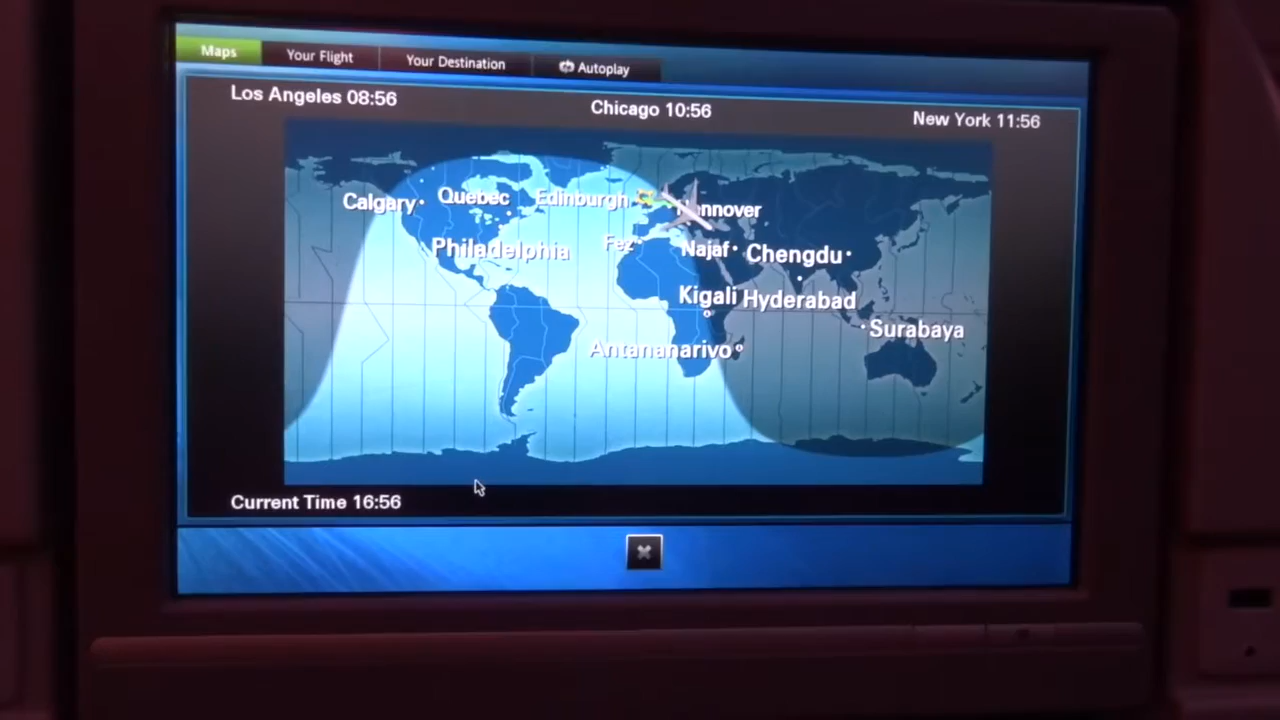 Maps
Your Flight
Your Destination
Autoplay
Los Angeles 08:56
Chicago 10:56
New York 11:56
Calgary
Quebec
Edinburgh
Hannover
Philadelphia
Fez
Najaf
Chengdu
Kigali
Hyderabad
Surabaya
Antananarivo
Current Time 16:56